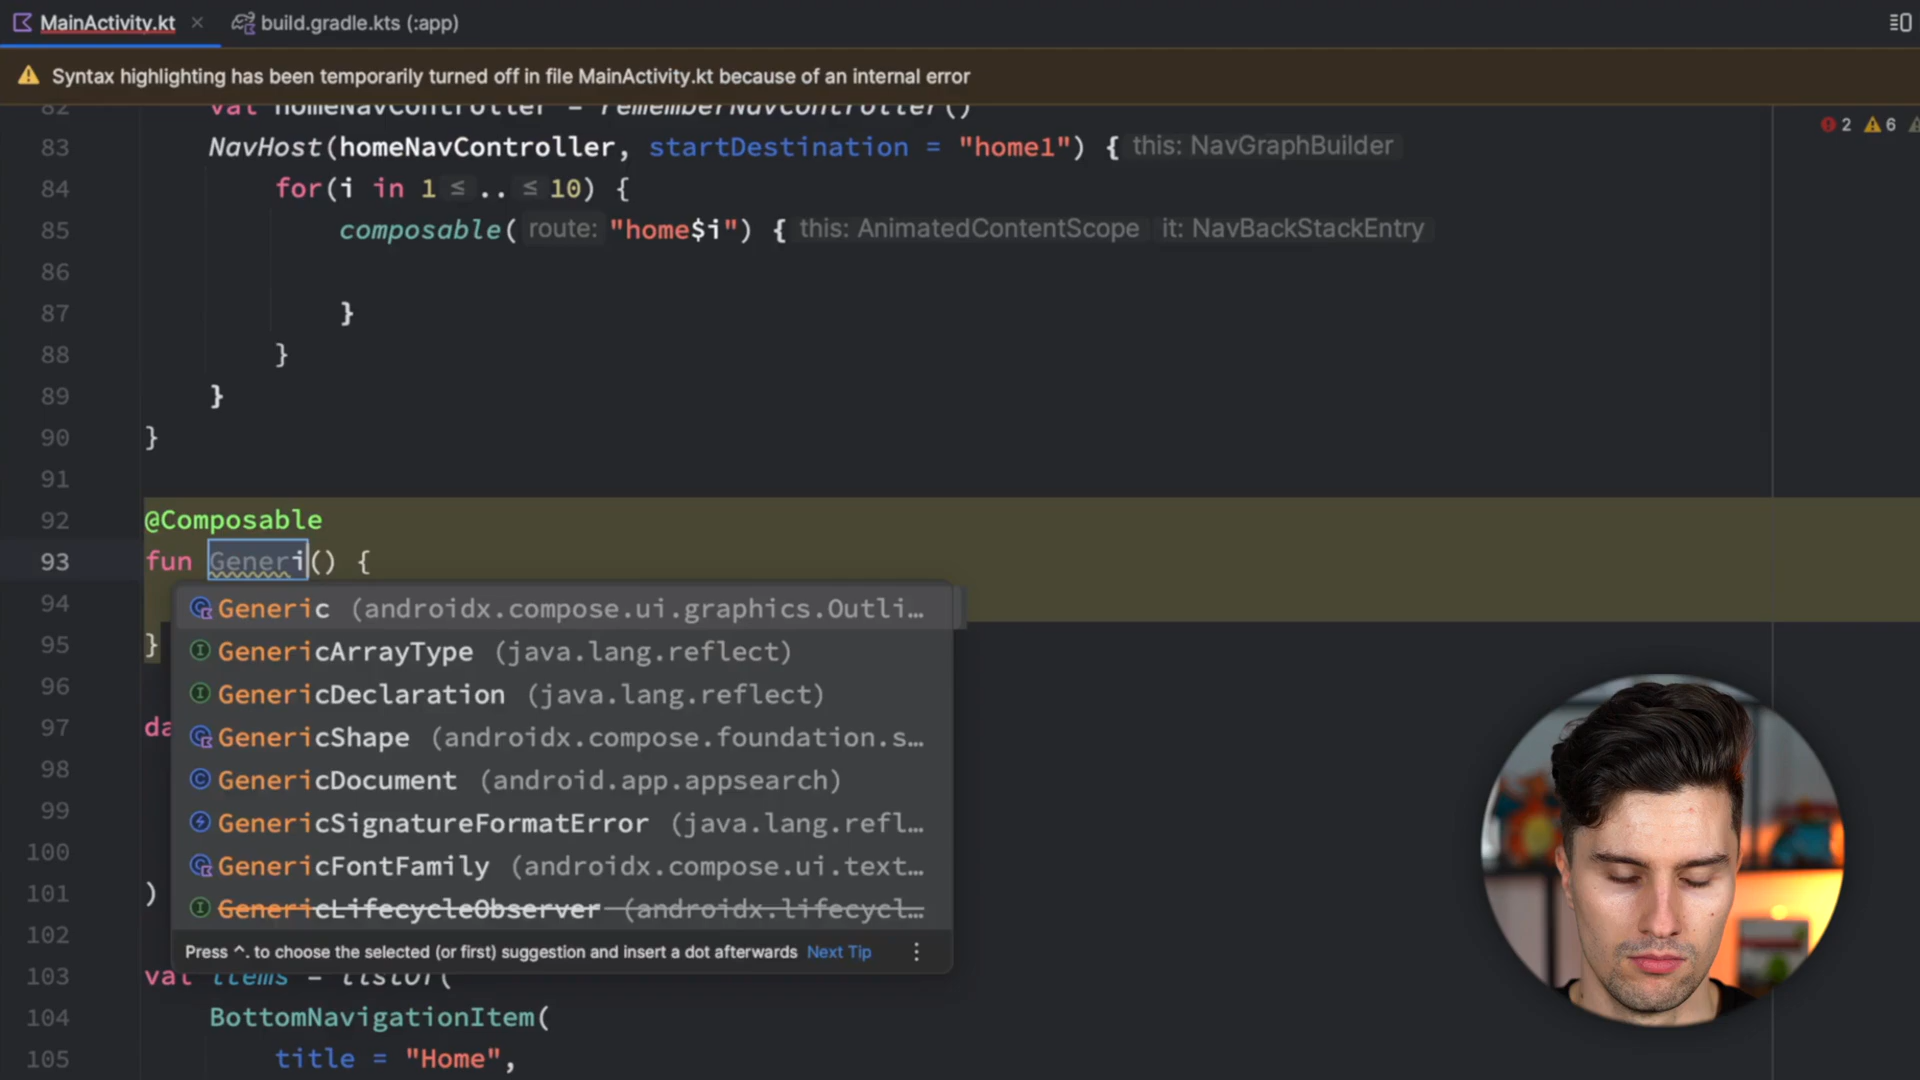 MainActivity.kt
build.gradle.kts (:app)
Syntax highlighting has been temporarily turned off in file MainActivity.kt because of an internal error
2 6
82 val homeNavController = rememberNavController()
83 NavHost(homeNavController, startDestination = "home1") { this: NavGraphBuilder
84 for(i in 1 ≤ .. ≤ 10) {
85 composable( route: "home$i") { this: AnimatedContentScope it: NavBackStackEntry
86
87 }
88 }
89 }
90 }
91
92 @Composable
93 fun Generi() {
94
95 }
96
97 da
98
99
100
101 )
102
Generic (androidx.compose.ui.graphics.Outli...
GenericArrayType (java.lang.reflect)
GenericDeclaration (java.lang.reflect)
GenericShape (androidx.compose.foundation.s...
GenericDocument (android.app.appsearch)
GenericSignatureFormatError (java.lang.refl...
GenericFontFamily (androidx.compose.ui.text...
GenericLifecycleObserver (androidx.lifecycl...
Press ^. to choose the selected (or first) suggestion and insert a dot afterwards Next Tip
103 val items = listOf(
104 BottomNavigationItem(
105 title = "Home",